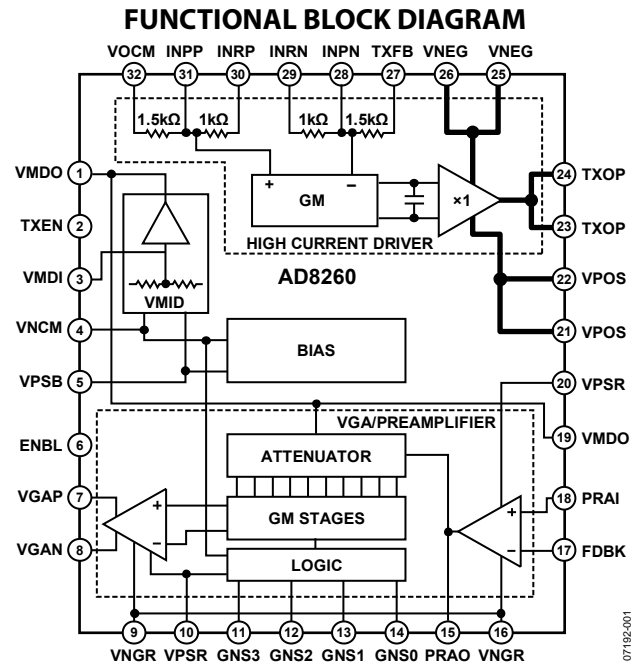 FUNCTIONAL BLOCK DIAGRAM
VOCM INPP INRP INRN INPN TXFB VNEG VNEG
32 31 30 29 28 27 26 25
1.5kΩ 1kΩ 1kΩ 1.5kΩ
VMDO 1
TXEN 2
VMDI 3
VNCM 4
VPSB 5
ENBL 6
VGAP 7
VGAN 8
+ −
GM
×1
HIGH CURRENT DRIVER
AD8260
VMID
BIAS
VGA/PREAMPLIFIER
ATTENUATOR
GM STAGES
LOGIC
+
−
+
−
24 TXOP
23 TXOP
22 VPOS
21 VPOS
20 VPSR
19 VMDO
18 PRAI
17 FDBK
9 10 11 12 13 14 15 16
VNGR VPSR GNS3 GNS2 GNS1 GNS0 PRAO VNGR
07192-001